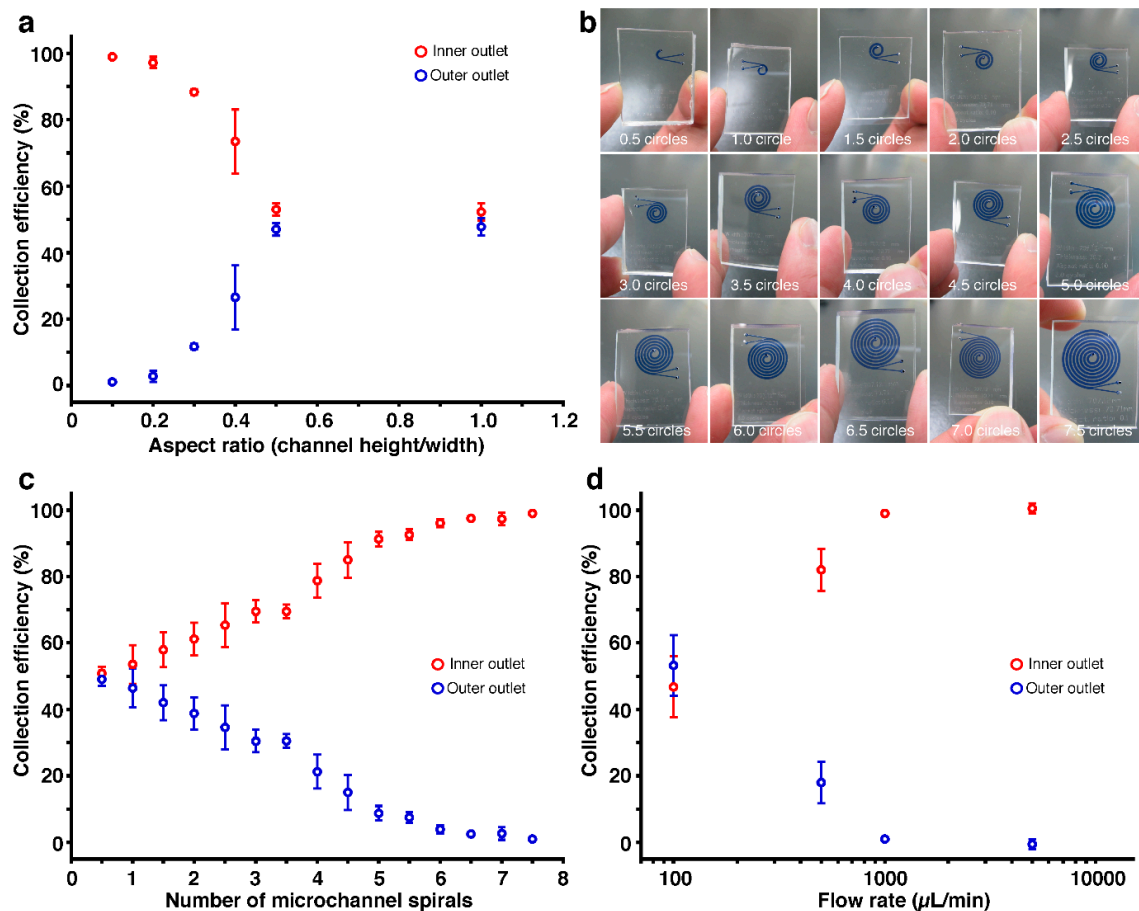 a
100
80
60
40
20
0
Collection efficiency (%)
Inner outlet
Outer outlet
0
0.2
0.4
0.6
0.8
1.0
1.2
Aspect ratio (channel height/width)
b
0.5 circles
1.0 circle
1.5 circles
2.0 circles
2.5 circles
3.0 circles
3.5 circles
4.0 circles
4.5 circles
5.0 circles
5.5 circles
6.0 circles
6.5 circles
7.0 circles
7.5 circles
c
100
80
60
40
20
0
Collection efficiency (%)
Inner outlet
Outer outlet
0
1
2
3
4
5
6
7
8
Number of microchannel spirals
d
100
80
60
40
20
0
Collection efficiency (%)
Inner outlet
Outer outlet
100
1000
10000
Flow rate (µL/min)